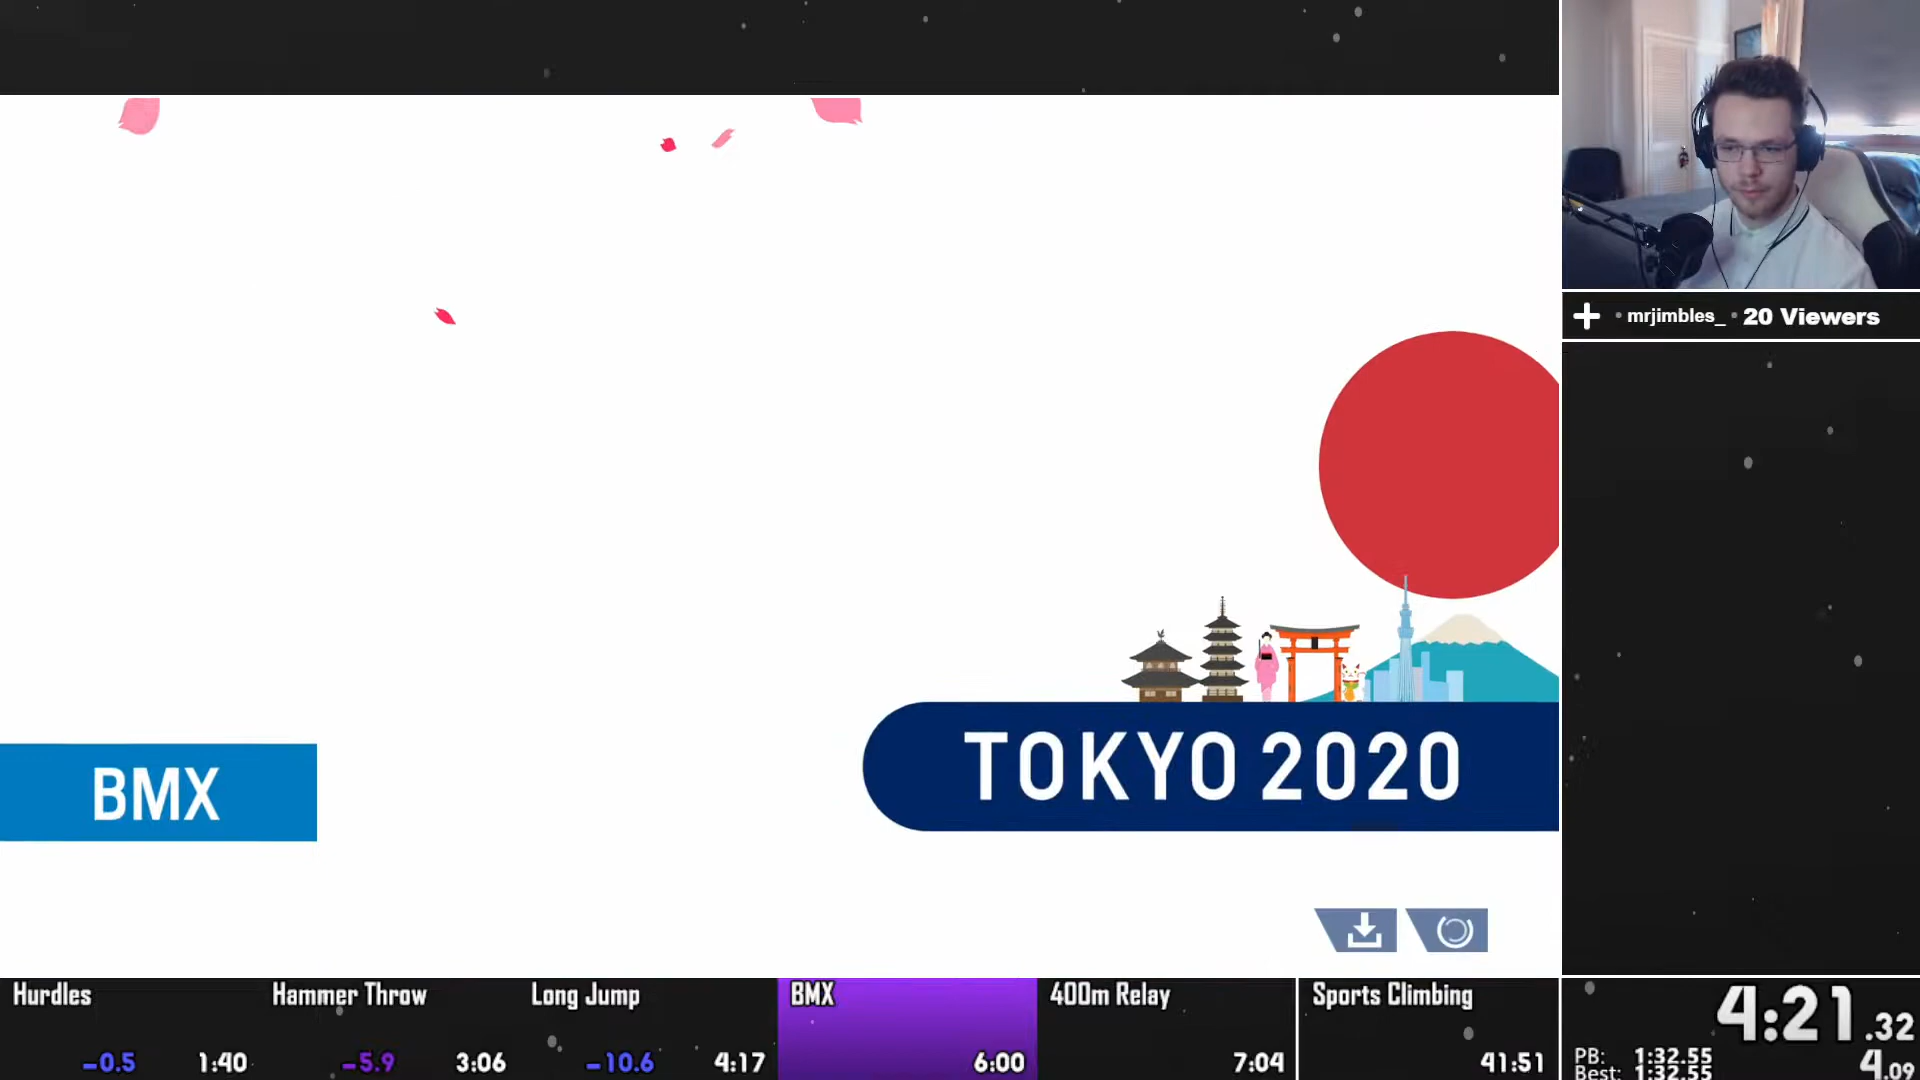 mrjimbles_ • 20 Viewers
BMX
TOKYO 2020
Hurdles
-0.5 1:40
Hammer Throw
-5.9 3:06
Long Jump
-10.6 4:17
BMX
6:00
400m Relay
7:04
Sports Climbing
41:51
4:21.32
PB: 1:32.55
Best: 1:32.55
4.09